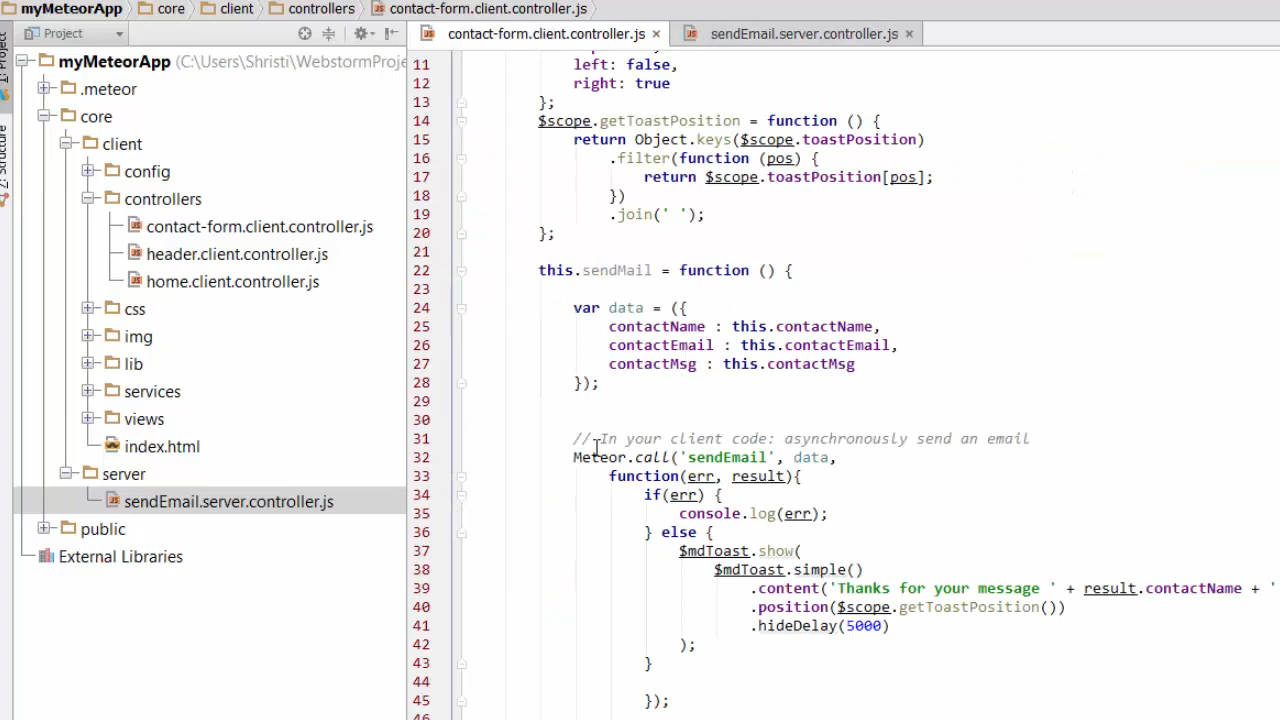 myMeteorApp core client controllers contact-form.client.controller.js
Project
contact-form.client.controller.js sendEmail.server.controller.js
1: Project
Structure
myMeteorApp (C:\Users\Shristi\WebstormProje
.meteor
core
client
config
controllers
contact-form.client.controller.js
header.client.controller.js
home.client.controller.js
css
img
lib
services
views
index.html
server
sendEmail.server.controller.js
public
External Libraries
11 left: false,
12 right: true
13 };
14 $scope.getToastPosition = function () {
15 return Object.keys($scope.toastPosition)
16 .filter(function (pos) {
17 return $scope.toastPosition[pos];
18 })
19 .join(' ');
20 };
21
22 this.sendMail = function () {
23
24 var data = ({
25 contactName : this.contactName,
26 contactEmail : this.contactEmail,
27 contactMsg : this.contactMsg
28 });
29
30
31 // In your client code: asynchronously send an email
32 Meteor.call('sendEmail', data,
33 function(err, result){
34 if(err) {
35 console.log(err);
36 } else {
37 $mdToast.show(
38 $mdToast.simple()
39 .content('Thanks for your message ' + result.contactName + '
40 .position($scope.getToastPosition())
41 .hideDelay(5000)
42 );
43 }
44
45 });